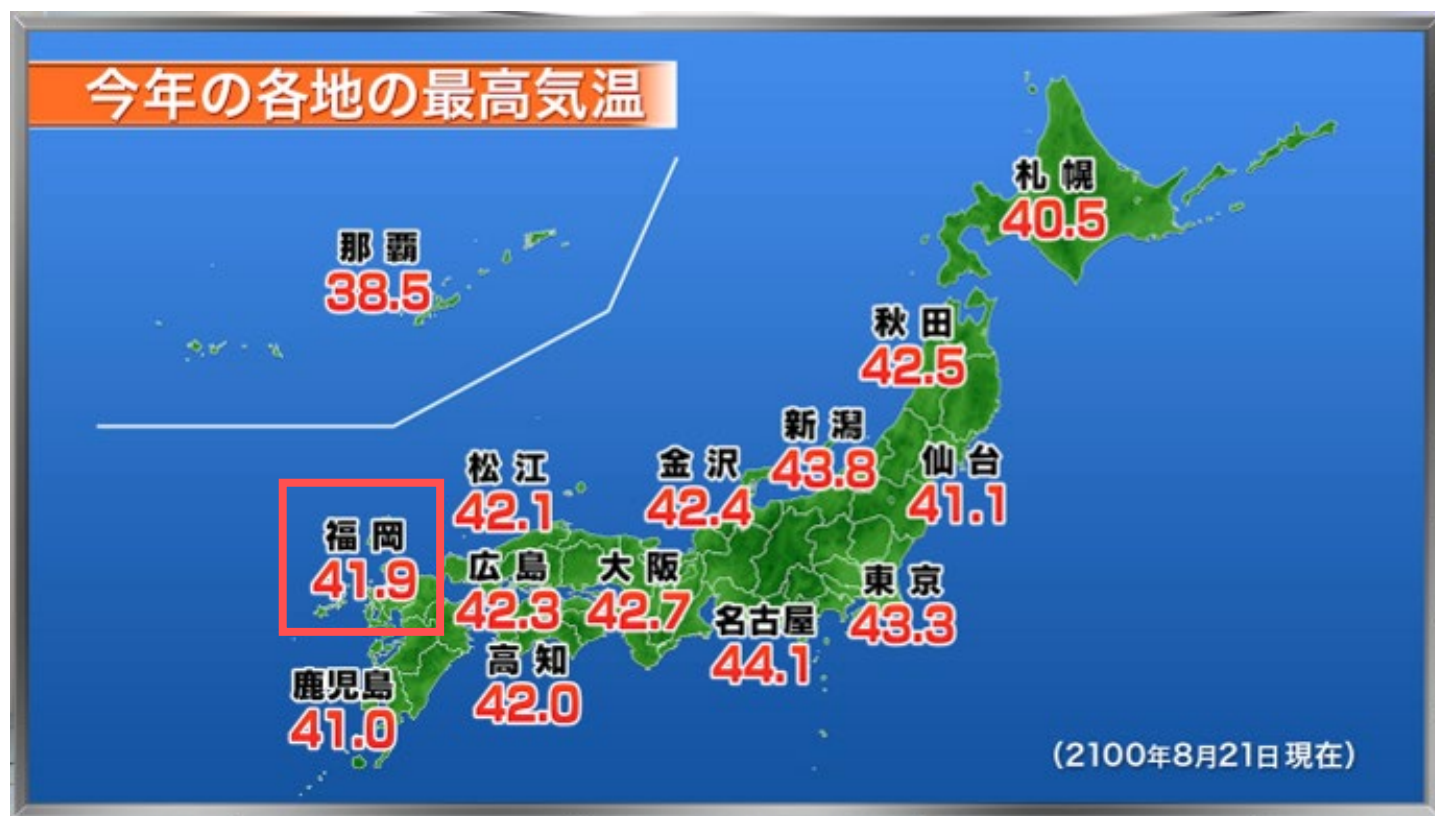 今年の各地の最高気温
札幌
40.5
那覇
38.5
秋田
42.5
新潟
43.8
仙台
41.1
金沢
42.4
松江
42.1
福岡
41.9
広島
42.3
大阪
42.7
東京
43.3
名古屋
44.1
高知
42.0
鹿児島
41.0
(2100年8月21日現在)